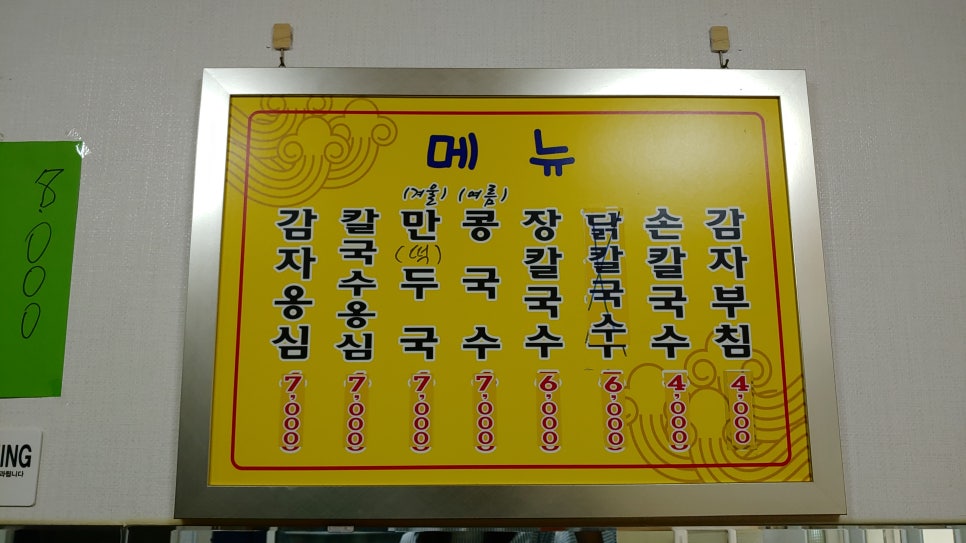 메뉴
(겨울) (여름)
감자옹심 7,000
칼국수옹심 7,000
만(떡)두국 7,000
콩국수 7,000
장칼국수 6,000
닭칼국수 6,000
손칼국수 4,000
감자부침 4,000
8.000
ING